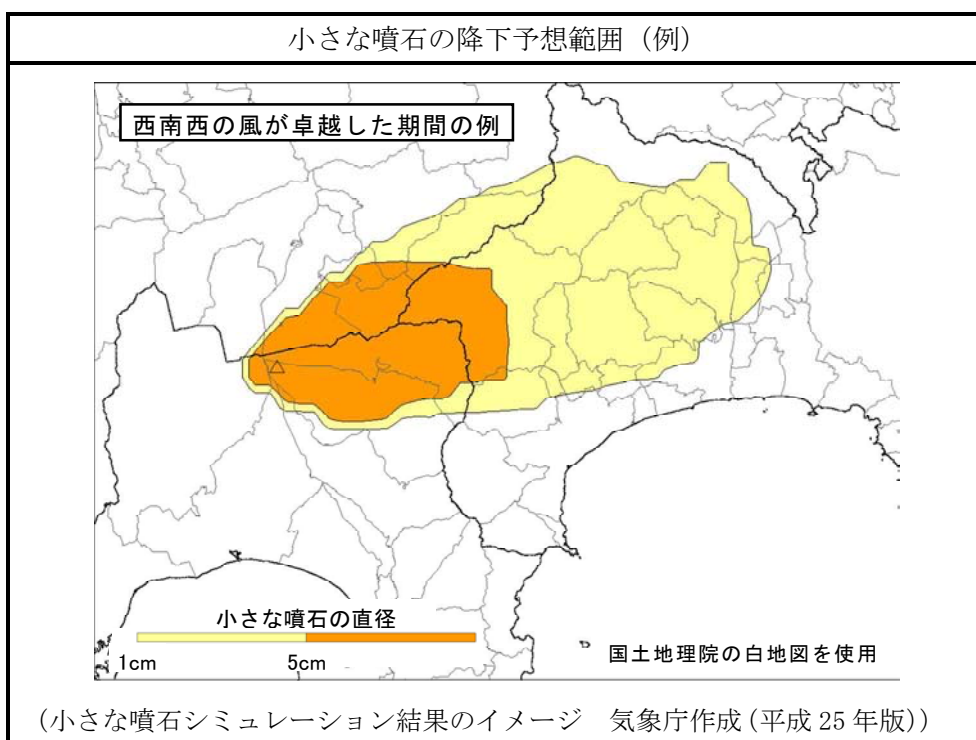 小さな噴石の降下予想範囲（例）
西南西の風が卓越した期間の例
小さな噴石の直径
1cm 5cm
国土地理院の白地図を使用
（小さな噴石シミュレーション結果のイメージ　気象庁作成（平成 25 年版））